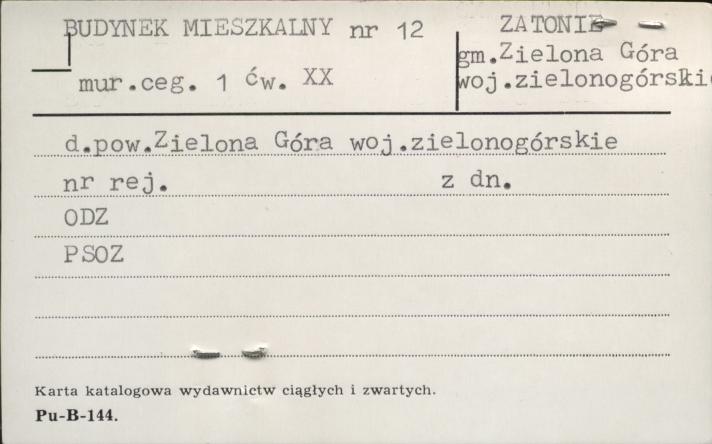 BUDYNEK MIESZKALNY nr 12
ZATONIE
gm.Zielona Góra
mur.ceg. 1 ćw. XX
woj.zielonogórskie
d.pow.Zielona Góra woj.zielonogórskie
nr rej. z dn.
ODZ
PSOZ
Karta katalogowa wydawnictw ciągłych i zwartych.
Pu-B-144.